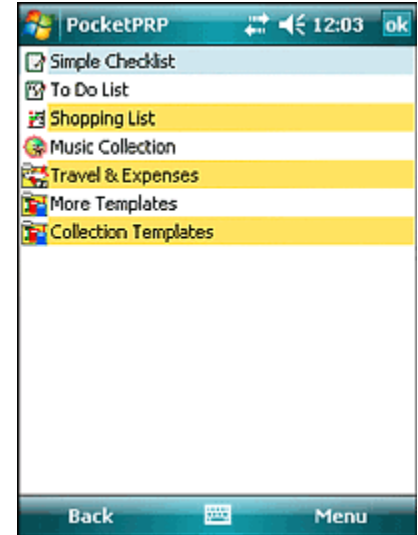 PocketPRP 12:03 ok
Simple Checklist
To Do List
Shopping List
Music Collection
Travel & Expenses
More Templates
Collection Templates
Back Menu